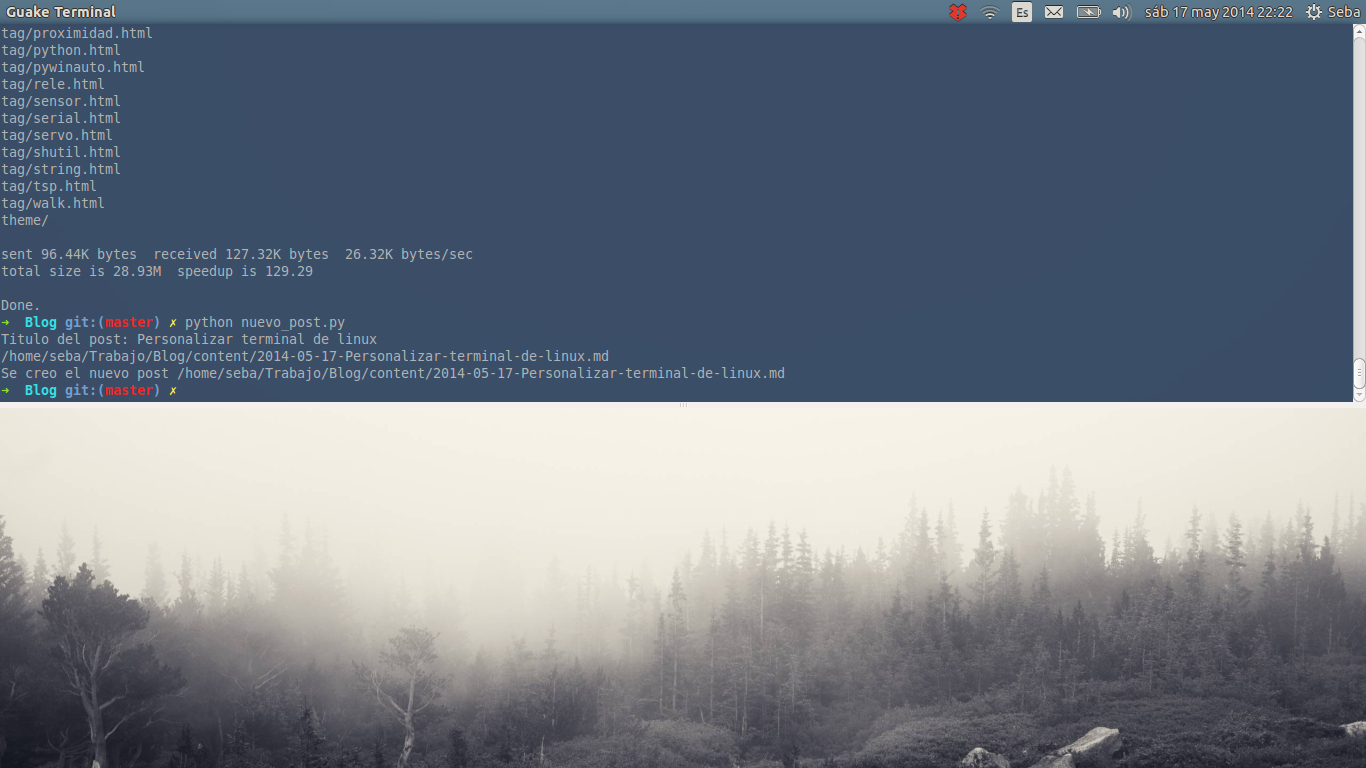 Guake Terminal
Es
sáb 17 may 2014 22:22
Seba
tag/proximidad.html
tag/python.html
tag/pywinauto.html
tag/rele.html
tag/sensor.html
tag/serial.html
tag/servo.html
tag/shutil.html
tag/string.html
tag/tsp.html
tag/walk.html
theme/
sent 96.44K bytes  received 127.32K bytes  26.32K bytes/sec
total size is 28.93M  speedup is 129.29
Done.
➜  Blog git:(master) ✗ python nuevo_post.py
Titulo del post: Personalizar terminal de linux
/home/seba/Trabajo/Blog/content/2014-05-17-Personalizar-terminal-de-linux.md
Se creo el nuevo post /home/seba/Trabajo/Blog/content/2014-05-17-Personalizar-terminal-de-linux.md
➜  Blog git:(master) ✗